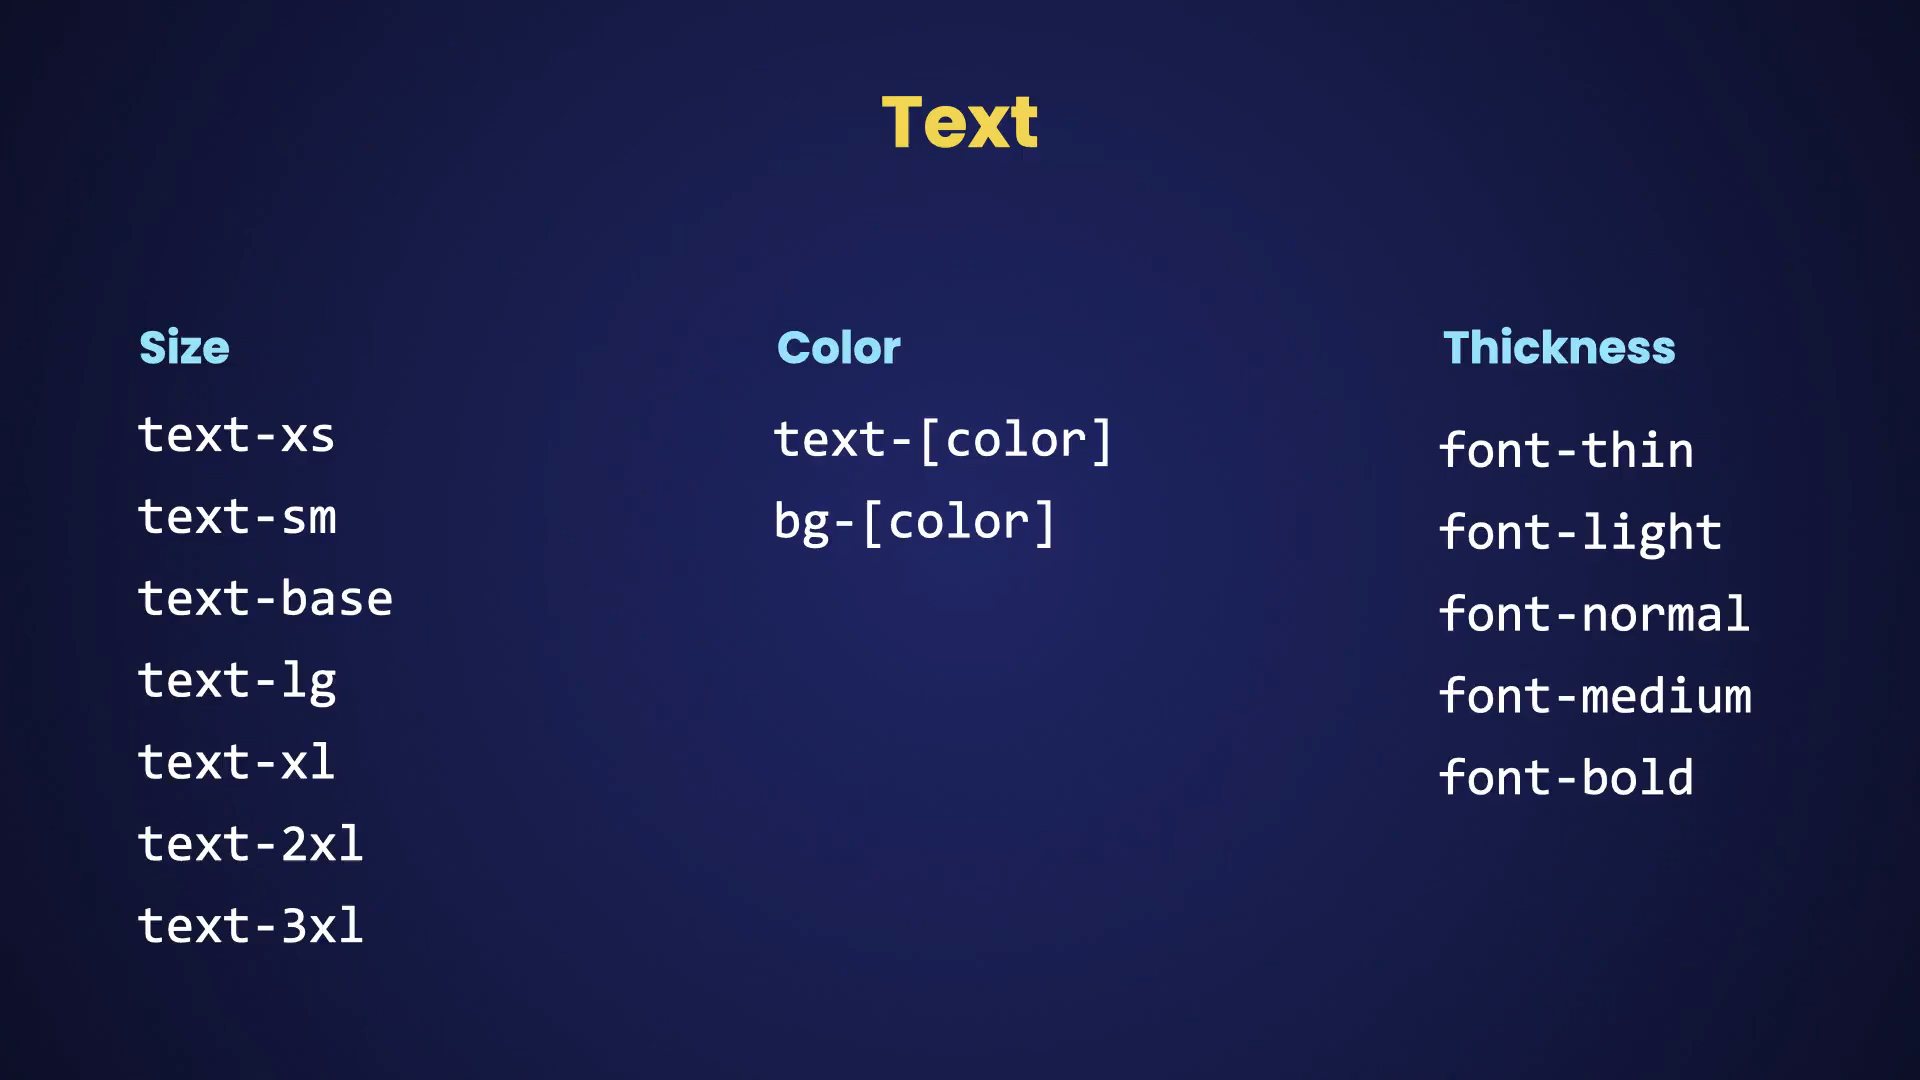 Text
Size
text-xs
text-sm
text-base
text-lg
text-xl
text-2xl
text-3xl
Color
text-[color]
bg-[color]
Thickness
font-thin
font-light
font-normal
font-medium
font-bold